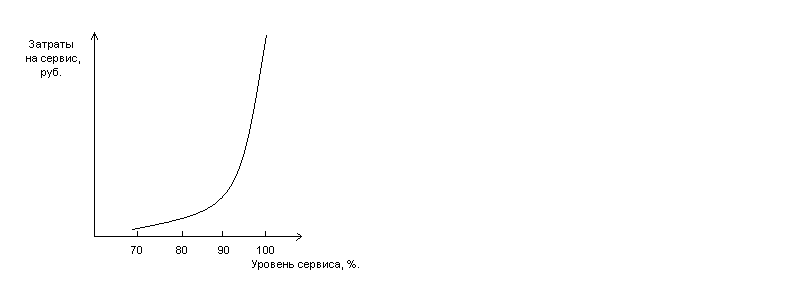 Затраты
на сервис,
руб.
70 80 90 100
Уровень сервиса, %.